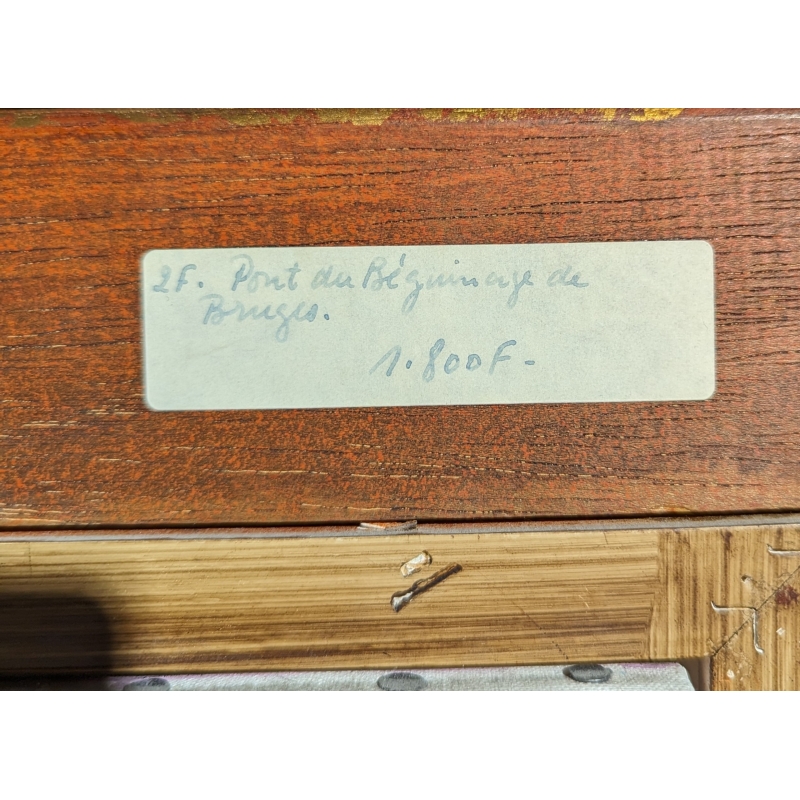 2F. Pont du Béguinage de
Bruges.
1.800F.-